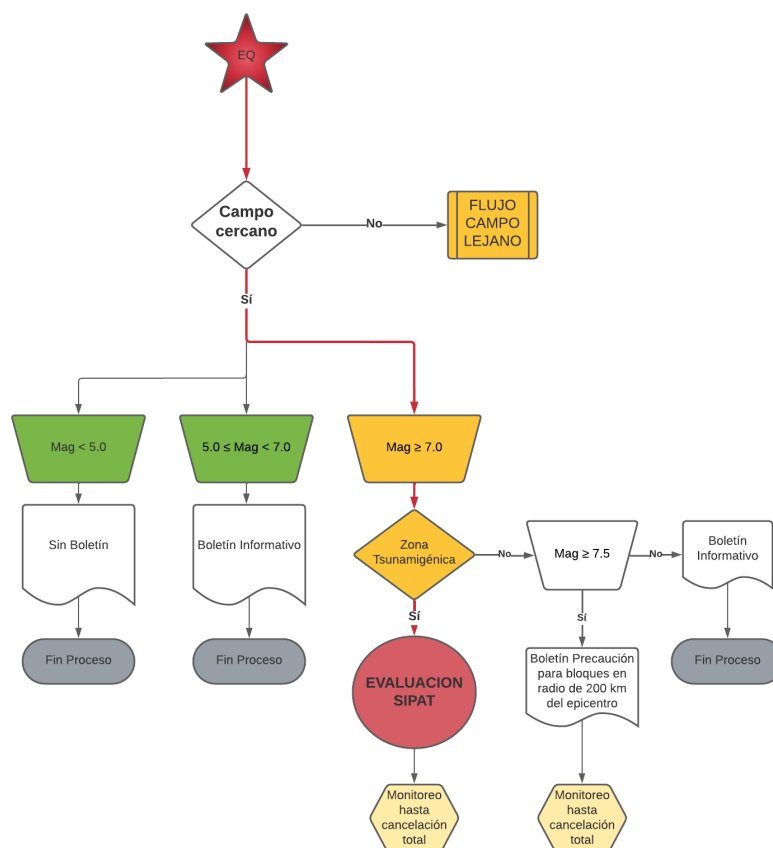 EQ
Campo
cercano
No
FLUJO
CAMPO
LEJANO
Sí
Mag < 5.0
5.0 ≤ Mag < 7.0
Mag ≥ 7.0
Sin Boletín
Boletín Informativo
Zona
Tsunamigénica
No
Mag ≥ 7.5
No
Boletín
Informativo
Sí
Sí
Fin Proceso
Fin Proceso
EVALUACION
SIPAT
Boletín Precaución
para bloques en
radio de 200 km
del epicentro
Fin Proceso
Monitoreo
hasta
cancelación
total
Monitoreo
hasta
cancelación
total